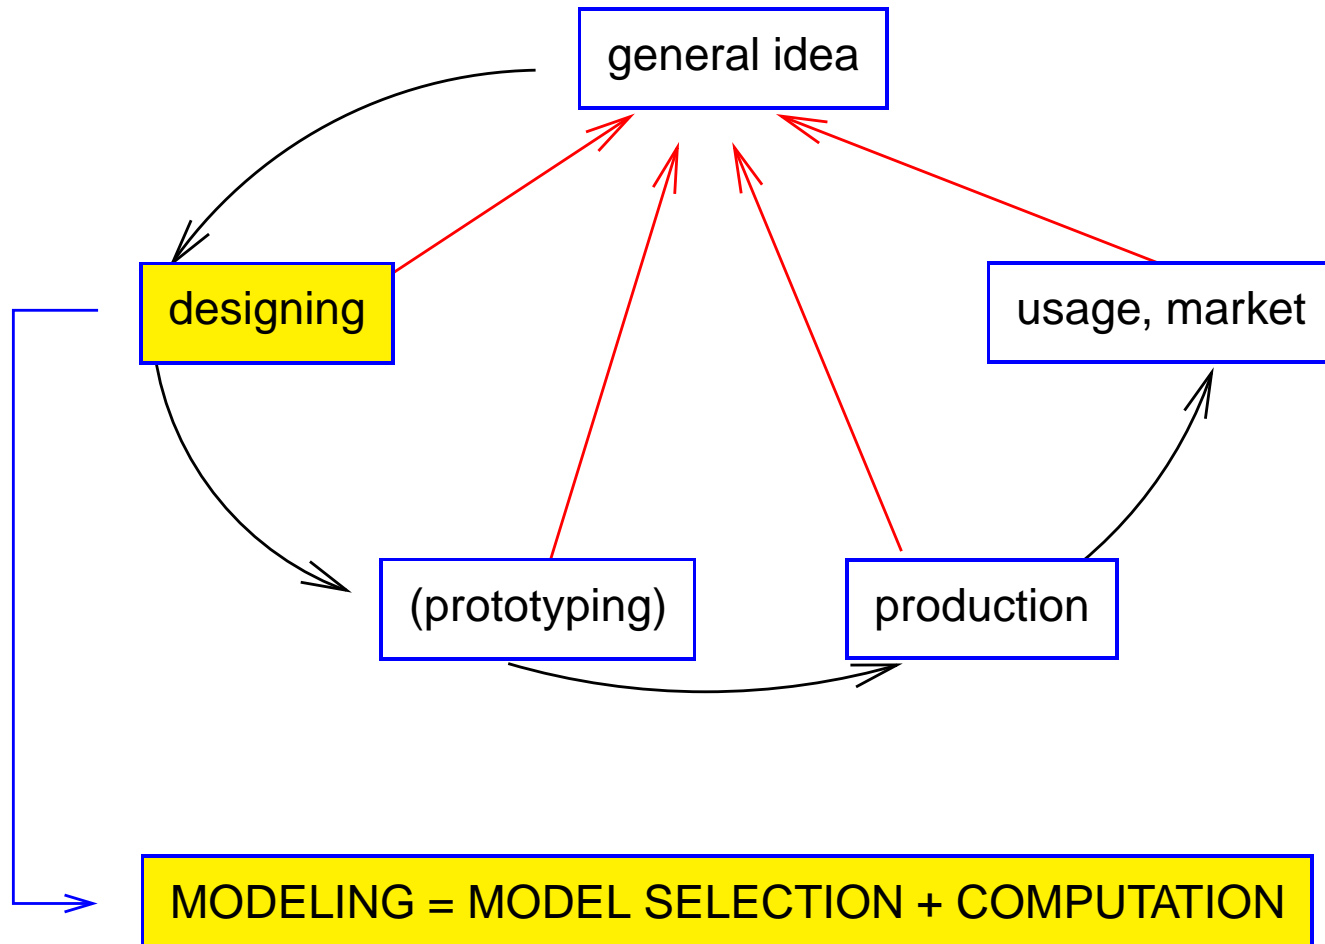 general idea
designing
usage, market
(prototyping)
production
MODELING = MODEL SELECTION + COMPUTATION